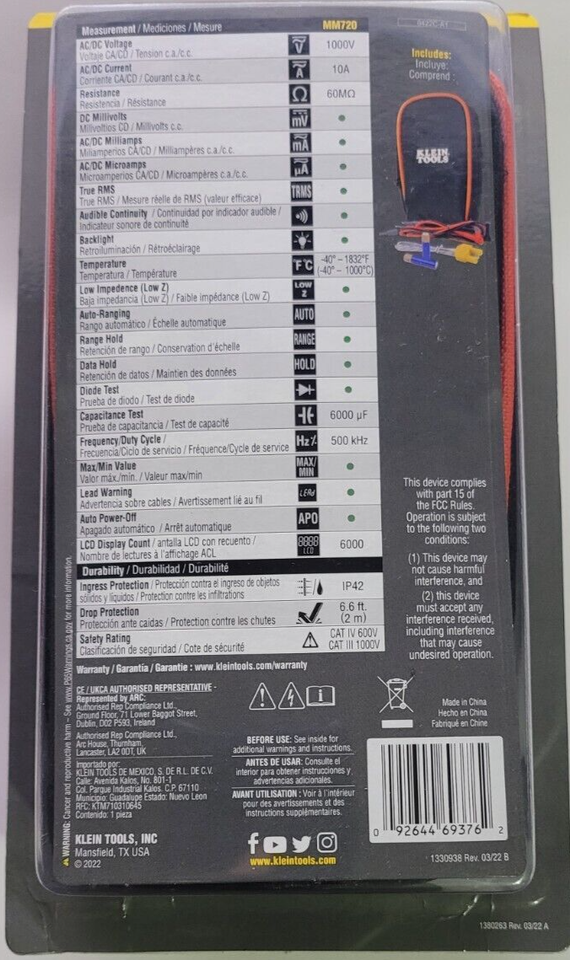 Measurement / Mediciones / Mesure MM720
AC/DC Voltage
Voltaje CA/CD / Tension c.a./c.c. V 1000V
AC/DC Current
Corriente CA/CD / Courant c.a./c.c. A 10A
Resistance
Resistencia / Résistance Ω 60MΩ
DC Millivolts
Millivoltios CD / Millivolts c.c. mV
AC/DC Milliamps
Miliamperios CA/CD / Milliampères c.a./c.c. mA
AC/DC Microamps
Microamperios CA/CD / Microampères c.a./c.c. µA
True RMS
True RMS / Mesure réelle de RMS (valeur efficace) TRMS
Audible Continuity / Continuidad por indicador audible /
Indicateur sonore de continuité
Backlight
Retroiluminación / Rétroéclairage
Temperature
Temperatura / Température F°C -40° – 1832°F
(-40° – 1000°C)
Low Impedence (Low Z)
Baja impedancia (Low Z) / Faible impédance (Low Z) LOW Z
Auto-Ranging
Rango automático / Échelle automatique AUTO
Range Hold
Retención de rango / Conservation d'échelle RANGE
Data Hold
Retención de datos / Maintien des données HOLD
Diode Test
Prueba de diodo / Test de diode
Capacitance Test
Prueba de capacitancia / Test de capacité 6000 µF
Frequency/Duty Cycle /
Frecuencia/Ciclo de servicio / Fréquence/Cycle de service Hz% 500 kHz
Max/Min Value
Valor máx./mín. / Valeur max/min MAX/MIN
Lead Warning
Advertencia sobre cables / Avertissement lié au fil LEAd
Auto Power-Off
Apagado automático / Arrêt automatique APO
LCD Display Count / antalla LCD con recuento /
Nombre de lectures à l'affichage ACL 8888 LCD 6000
Durability / Durabilidad / Durabilité
Ingress Protection / Protección contra el ingreso de objetos
sólidos y líquidos / Protection contre les infiltrations IP42
Drop Protection
Protección ante caídas / Protection contre les chutes 6.6 ft.
(2 m)
Safety Rating
Clasificación de seguridad / Cote de sécurité CAT IV 600V
CAT III 1000V
Warranty / Garantía / Garantie : www.kleintools.com/warranty
Includes:
Incluye:
Comprend :
KLEIN
TOOLS
This device complies
with part 15 of
the FCC Rules.
Operation is subject
to the following two
conditions:
(1) This device may
not cause harmful
interference, and
(2) this device
must accept any
interference received,
including interference
that may cause
undesired operation.
CE / UKCA AUTHORISED REPRESENTATIVE -
Represented by ARC:
Authorised Rep Compliance Ltd.,
Ground Floor, 71 Lower Baggot Street,
Dublin, D02 P593, Ireland
Authorised Rep Compliance Ltd.,
Arc House, Thurnham,
Lancaster, LA2 0DT, UK
Importado por:
KLEIN TOOLS DE MEXICO, S. DE R.L. DE C.V.
Calle: Avenida Kalos, No. 801-1
Col. Parque Industrial Kalos. C.P. 67110
Municipio: Guadalupe Estado: Nuevo Leon
RFC: KTM710310645
Contenido: 1 pieza
KLEIN TOOLS, INC
Mansfield, TX USA
© 2022
BEFORE USE: See inside for
additional warnings and instructions.
ANTES DE USAR: Consulte el
interior para obtener instrucciones y
advertencias adicionales.
AVANT UTILISATION : Voir à l'intérieur
pour des avertissements et des
instructions supplémentaires.
www.kleintools.com
Made in China
Hecho en China
Fabriqué en Chine
0 92644 69376 2
1330938 Rev. 03/22 B
WARNING: Cancer and reproductive harm – See www.P65Warnings.ca.gov, for more information.
1380263 Rev. 03/22 A